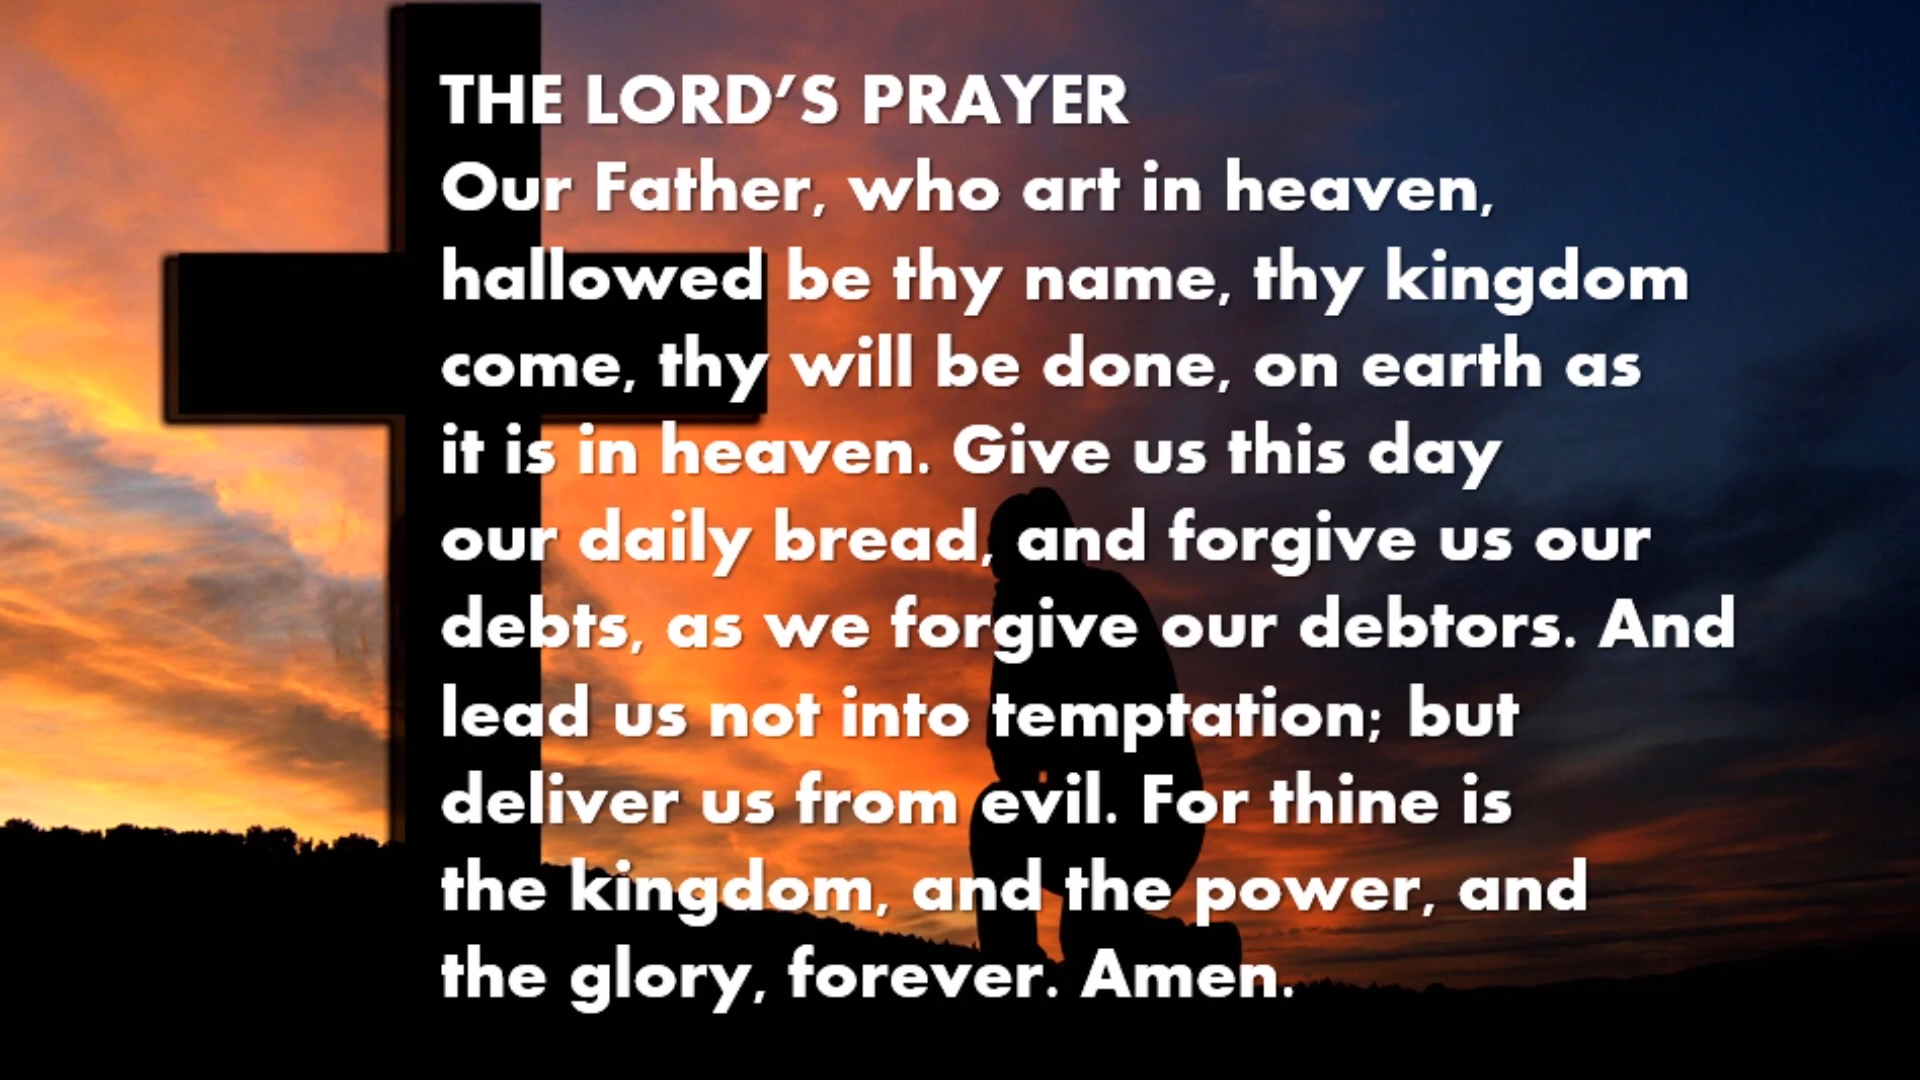 THE LORD’S PRAYER
Our Father, who art in heaven,
hallowed be thy name, thy kingdom
come, thy will be done, on earth as
it is in heaven. Give us this day
our daily bread, and forgive us our
debts, as we forgive our debtors. And
lead us not into temptation; but
deliver us from evil. For thine is
the kingdom, and the power, and
the glory, forever. Amen.